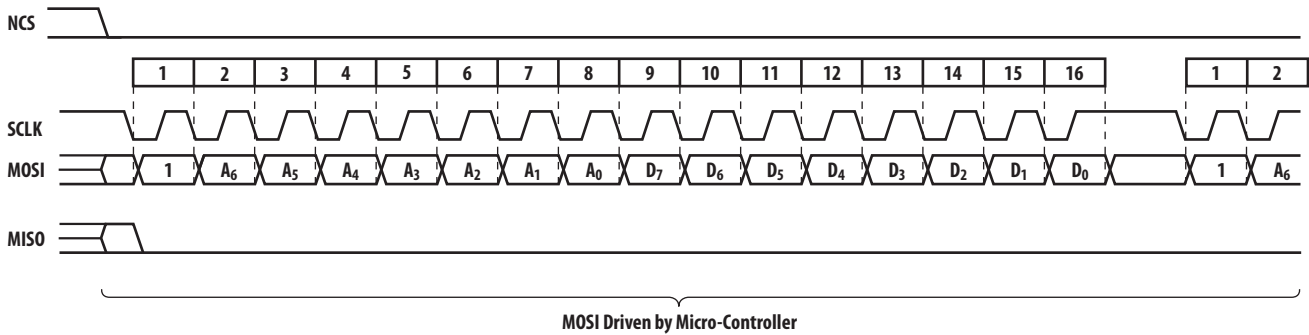 NCS
1 2 3 4 5 6 7 8 9 10 11 12 13 14 15 16 1 2
SCLK
MOSI 1 A6 A5 A4 A3 A2 A1 A0 D7 D6 D5 D4 D3 D2 D1 D0 1 A6
MISO
MOSI Driven by Micro-Controller